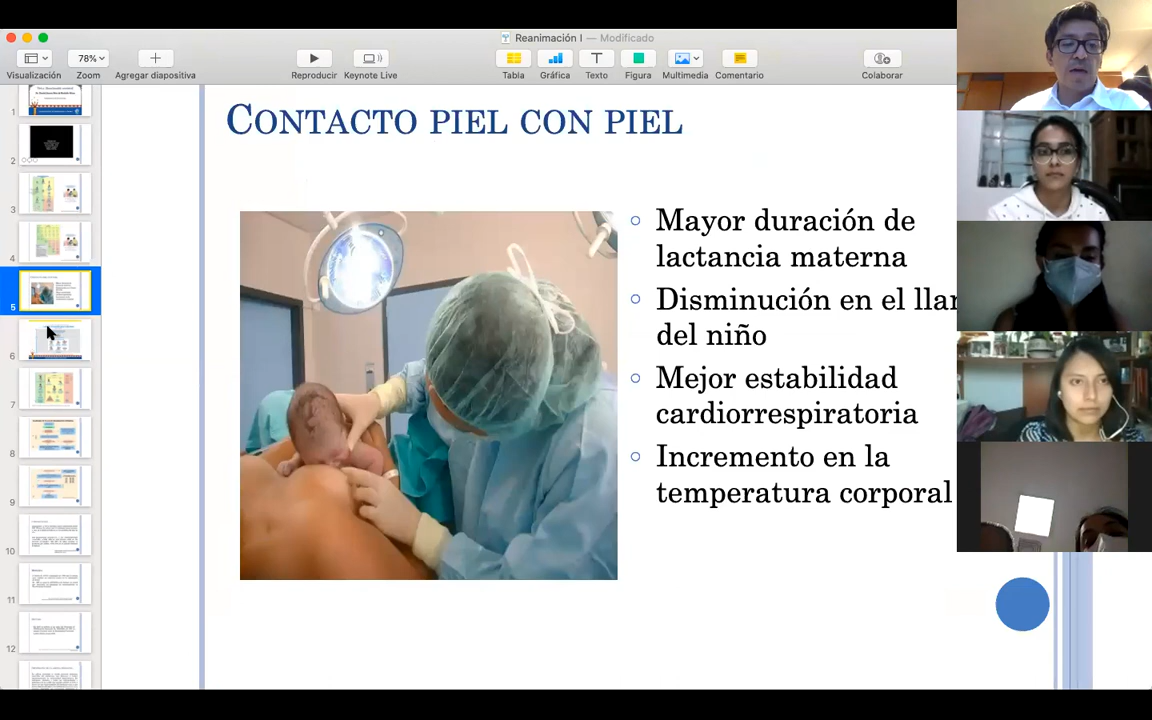 Reanimación I — Modificado
78%
Visualización Zoom Agregar diapositiva Reproducir Keynote Live Tabla Gráfica Texto Figura Multimedia Comentario Colaborar
CONTACTO PIEL CON PIEL
Mayor duración de
lactancia materna
Disminución en el
del niño
Mejor estabilidad
cardiorrespiratoria
Incremento en la
temperatura corporal
1
2
3
4
5
6
7
8
9
10
11
12